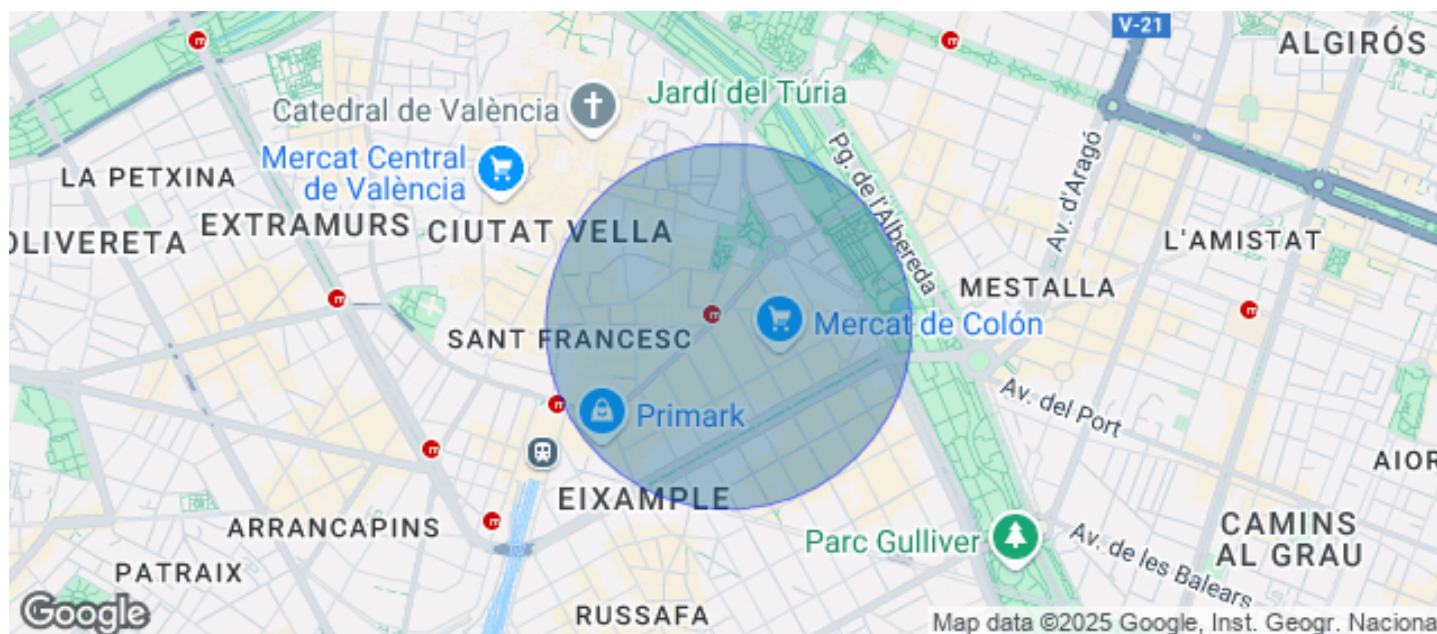 V-21
ALGIRÓS
Jardí del Túria
Catedral de València
Pg. de l'Albereda
Av. d'Aragó
Mercat Central
de València
LA PETXINA
EXTRAMURS
CIUTAT VELLA
OLIVERETA
L'AMISTAT
MESTALLA
Mercat de Colón
SANT FRANCESC
Av. del Port
Primark
AIOR
EIXAMPLE
ARRANCAPINS
Parc Gulliver
CAMINS
AL GRAU
Av. de les Balears
PATRAIX
RUSSAFA
Google
Map data ©2025 Google, Inst. Geogr. Naciona